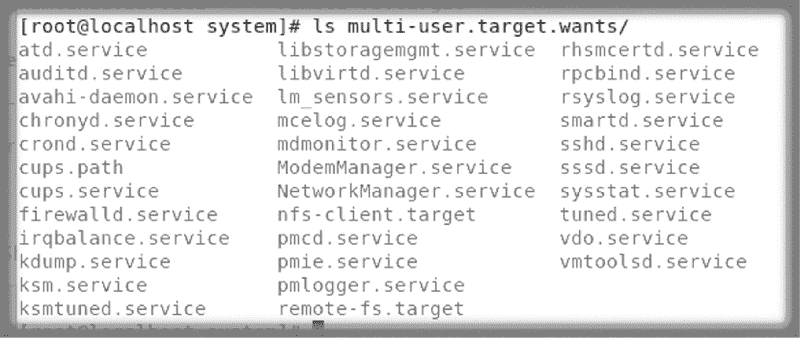 [root@localhost system]# ls multi-user.target.wants/
atd.service libstoragemgmt.service rhsmcertd.service
auditd.service libvirtd.service rpcbind.service
avahi-daemon.service lm_sensors.service rsyslog.service
chronyd.service mcelog.service smartd.service
crond.service mdmonitor.service sshd.service
cups.path ModemManager.service sssd.service
cups.service NetworkManager.service sysstat.service
firewalld.service nfs-client.target tuned.service
irqbalance.service pmcd.service vdo.service
kdump.service pmie.service vmtoolsd.service
ksm.service pmlogger.service
ksmtuned.service remote-fs.target